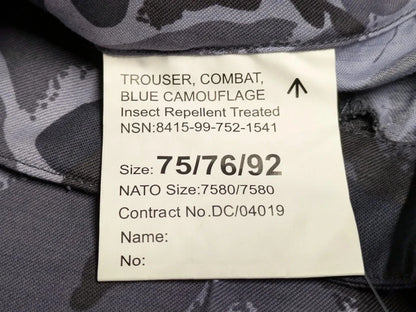 TROUSER, COMBAT,
BLUE CAMOUFLAGE
Insect Repellent Treated
NSN:8415-99-752-1541
Size: 75/76/92
NATO Size:7580/7580
Contract No.DC/04019
Name:
No: